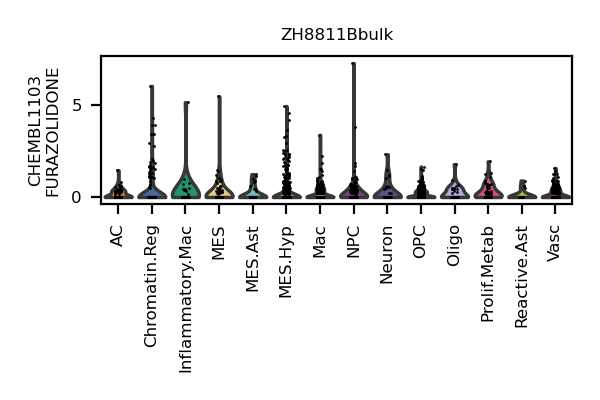 ZH8811Bbulk
CHEMBL1103
FURAZOLIDONE
5
0
AC
Chromatin.Reg
Inflammatory.Mac
MES
MES.Ast
MES.Hyp
Mac
NPC
Neuron
OPC
Oligo
Prolif.Metab
Reactive.Ast
Vasc